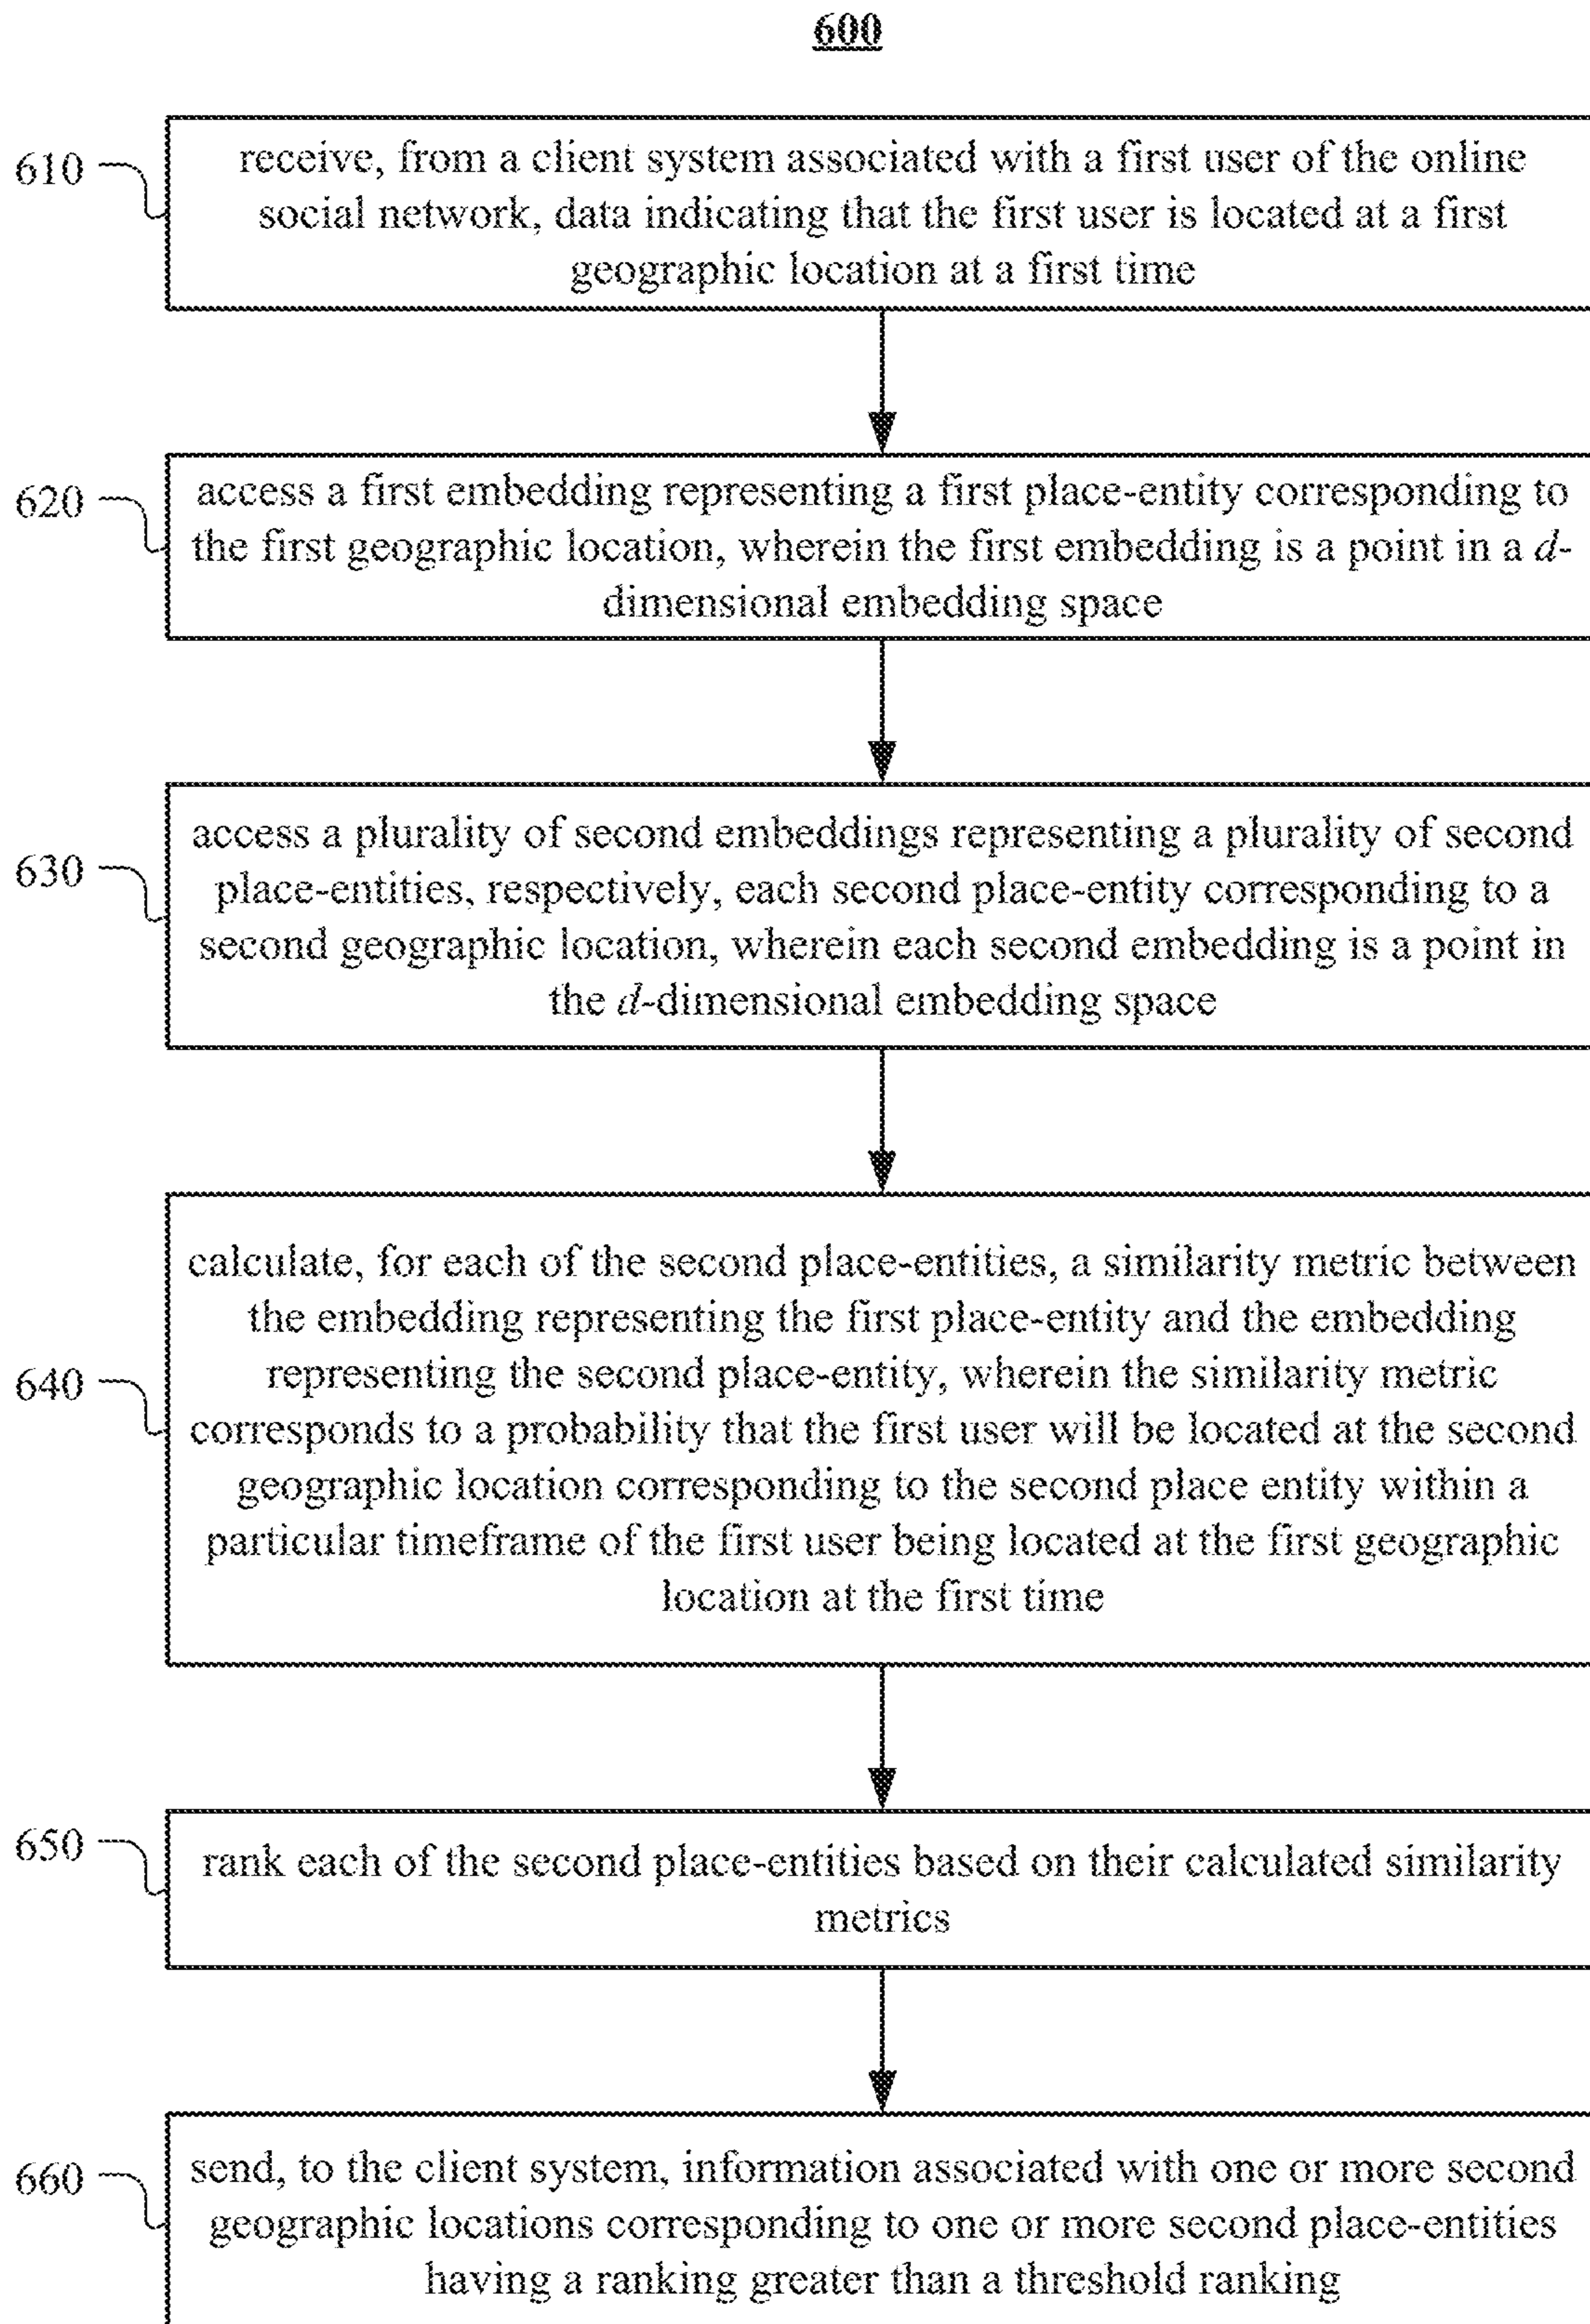 600
610
receive, from a client system associated with a first user of the online
social network, data indicating that the first user is located at a first
geographic location at a first time
620
access a first embedding representing a first place-entity corresponding to
the first geographic location, wherein the first embedding is a point in a d-
dimensional embedding space
630
access a plurality of second embeddings representing a plurality of second
place-entities, respectively, each second place-entity corresponding to a
second geographic location, wherein each second embedding is a point in
the d-dimensional embedding space
640
calculate, for each of the second place-entities, a similarity metric between
the embedding representing the first place-entity and the embedding
representing the second place-entity, wherein the similarity metric
corresponds to a probability that the first user will be located at the second
geographic location corresponding to the second place entity within a
particular timeframe of the first user being located at the first geographic
location at the first time
650
rank each of the second place-entities based on their calculated similarity
metrics
660
send, to the client system, information associated with one or more second
geographic locations corresponding to one or more second place-entities
having a ranking greater than a threshold ranking